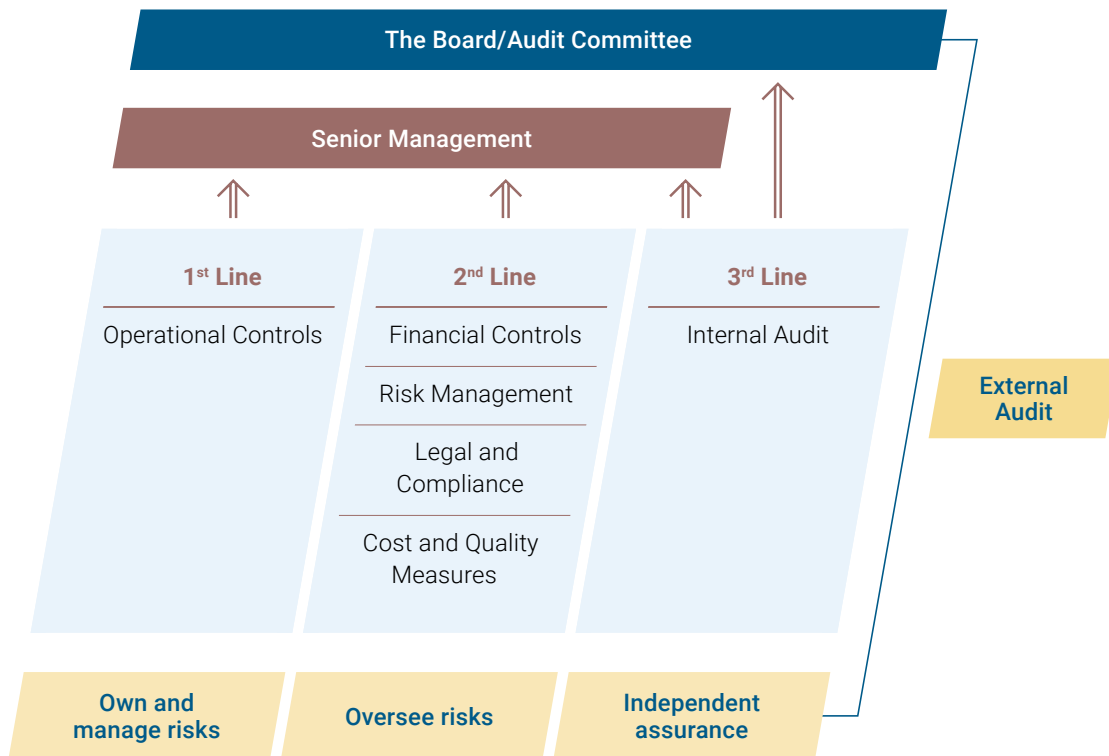 The Board/Audit Committee
Senior Management
1st Line
Operational Controls
2nd Line
Financial Controls
Risk Management
Legal and
Compliance
Cost and Quality
Measures
3rd Line
Internal Audit
External
Audit
Own and
manage risks
Oversee risks
Independent
assurance